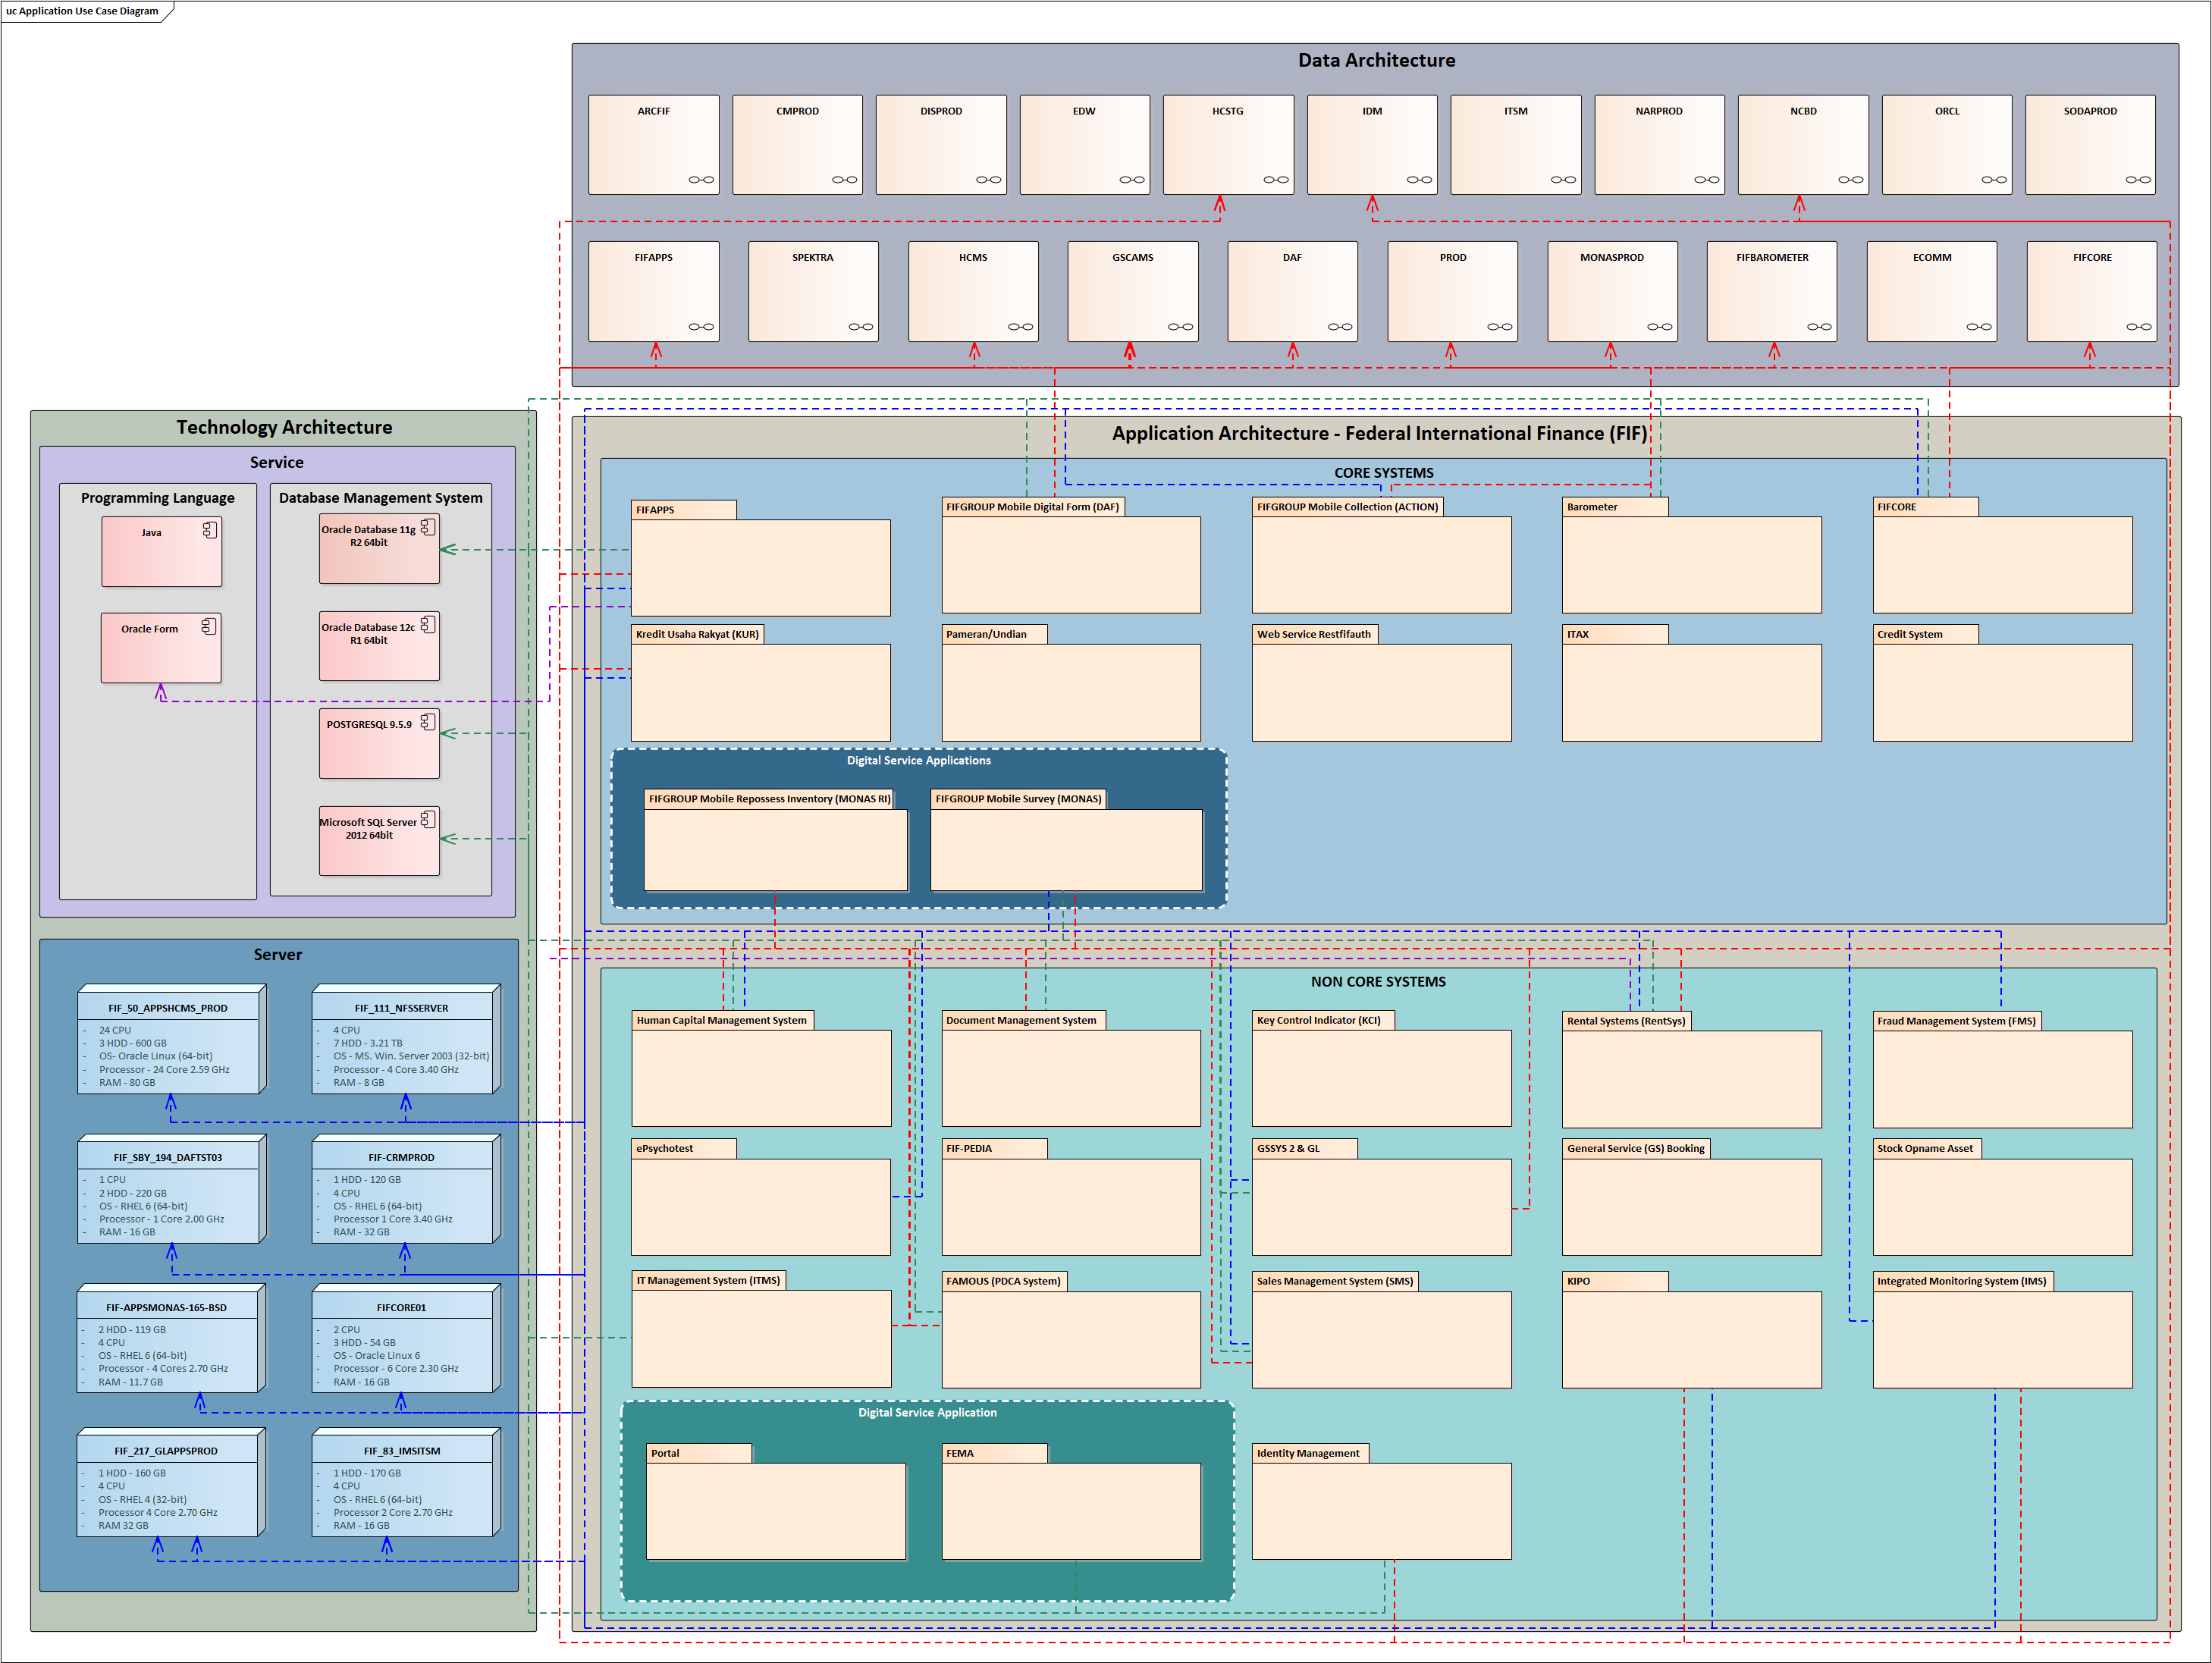 uc Application Use Case Diagram
Data Architecture
ARCFIF
CMPROD
DISPROD
EDW
HCSTG
IDM
ITSM
NARPROD
NCBD
ORCL
SODAPROD
FIFAPPS
SPEKTRA
HCMS
GSCAMS
DAF
PROD
MONASPROD
FIFBAROMETER
ECOMM
FIFCORE
Technology Architecture
Service
Programming Language
Java
Oracle Form
Database Management System
Oracle Database 11g
R2 64bit
Oracle Database 12c
R1 64bit
POSTGRESQL 9.5.9
Microsoft SQL Server
2012 64bit
Server
FIF_50_APPSHCMS_PROD
- 24 CPU
- 3 HDD - 600 GB
- OS- Oracle Linux (64-bit)
- Processor - 24 Core 2.59 GHz
- RAM - 80 GB
FIF_111_NFSSERVER
- 4 CPU
- 7 HDD - 3.21 TB
- OS - MS. Win. Server 2003 (32-bit)
- Processor - 4 Core 3.40 GHz
- RAM - 8 GB
FIF_SBY_194_DAFTST03
- 1 CPU
- 2 HDD - 220 GB
- OS - RHEL 6 (64-bit)
- Processor - 1 Core 2.00 GHz
- RAM - 16 GB
FIF-CRMPROD
- 1 HDD - 120 GB
- 4 CPU
- OS - RHEL 6 (64-bit)
- Processor 1 Core 3.40 GHz
- RAM - 32 GB
FIF-APPSMONAS-165-BSD
- 2 HDD - 119 GB
- 4 CPU
- OS - RHEL 6 (64-bit)
- Processor - 4 Cores 2.70 GHz
- RAM - 11.7 GB
FIFCORE01
- 2 CPU
- 3 HDD - 54 GB
- OS - Oracle Linux 6
- Processor - 6 Core 2.30 GHz
- RAM - 16 GB
FIF_217_GLAPPSPROD
- 1 HDD - 160 GB
- 4 CPU
- OS - RHEL 4 (32-bit)
- Processor 4 Core 2.70 GHz
- RAM 32 GB
FIF_83_IMSITSM
- 1 HDD - 170 GB
- 4 CPU
- OS - RHEL 6 (64-bit)
- Processor 2 Core 2.70 GHz
- RAM - 16 GB
Application Architecture - Federal International Finance (FIF)
CORE SYSTEMS
FIFAPPS
FIFGROUP Mobile Digital Form (DAF)
FIFGROUP Mobile Collection (ACTION)
Barometer
FIFCORE
Kredit Usaha Rakyat (KUR)
Pameran/Undian
Web Service Restfifauth
ITAX
Credit System
Digital Service Applications
FIFGROUP Mobile Repossess Inventory (MONAS RI)
FIFGROUP Mobile Survey (MONAS)
NON CORE SYSTEMS
Human Capital Management System
Document Management System
Key Control Indicator (KCI)
Rental Systems (RentSys)
Fraud Management System (FMS)
ePsychotest
FIF-PEDIA
GSSYS 2 & GL
General Service (GS) Booking
Stock Opname Asset
IT Management System (ITMS)
FAMOUS (PDCA System)
Sales Management System (SMS)
KIPO
Integrated Monitoring System (IMS)
Digital Service Application
Portal
FEMA
Identity Management